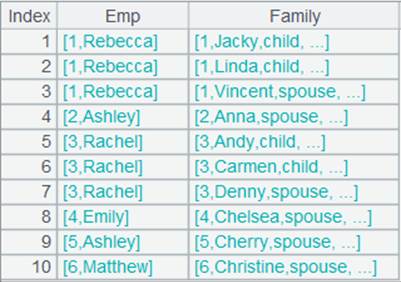 Index Emp Family
1 [1,Rebecca] [1,Jacky,child, ...]
2 [1,Rebecca] [1,Linda,child, ...]
3 [1,Rebecca] [1,Vincent,spouse, ...]
4 [2,Ashley] [2,Anna,spouse, ...]
5 [3,Rachel] [3,Andy,child, ...]
6 [3,Rachel] [3,Carmen,child, ...]
7 [3,Rachel] [3,Denny,spouse, ...]
8 [4,Emily] [4,Chelsea,spouse, ...]
9 [5,Ashley] [5,Cherry,spouse, ...]
10 [6,Matthew] [6,Christine,spouse, ...]